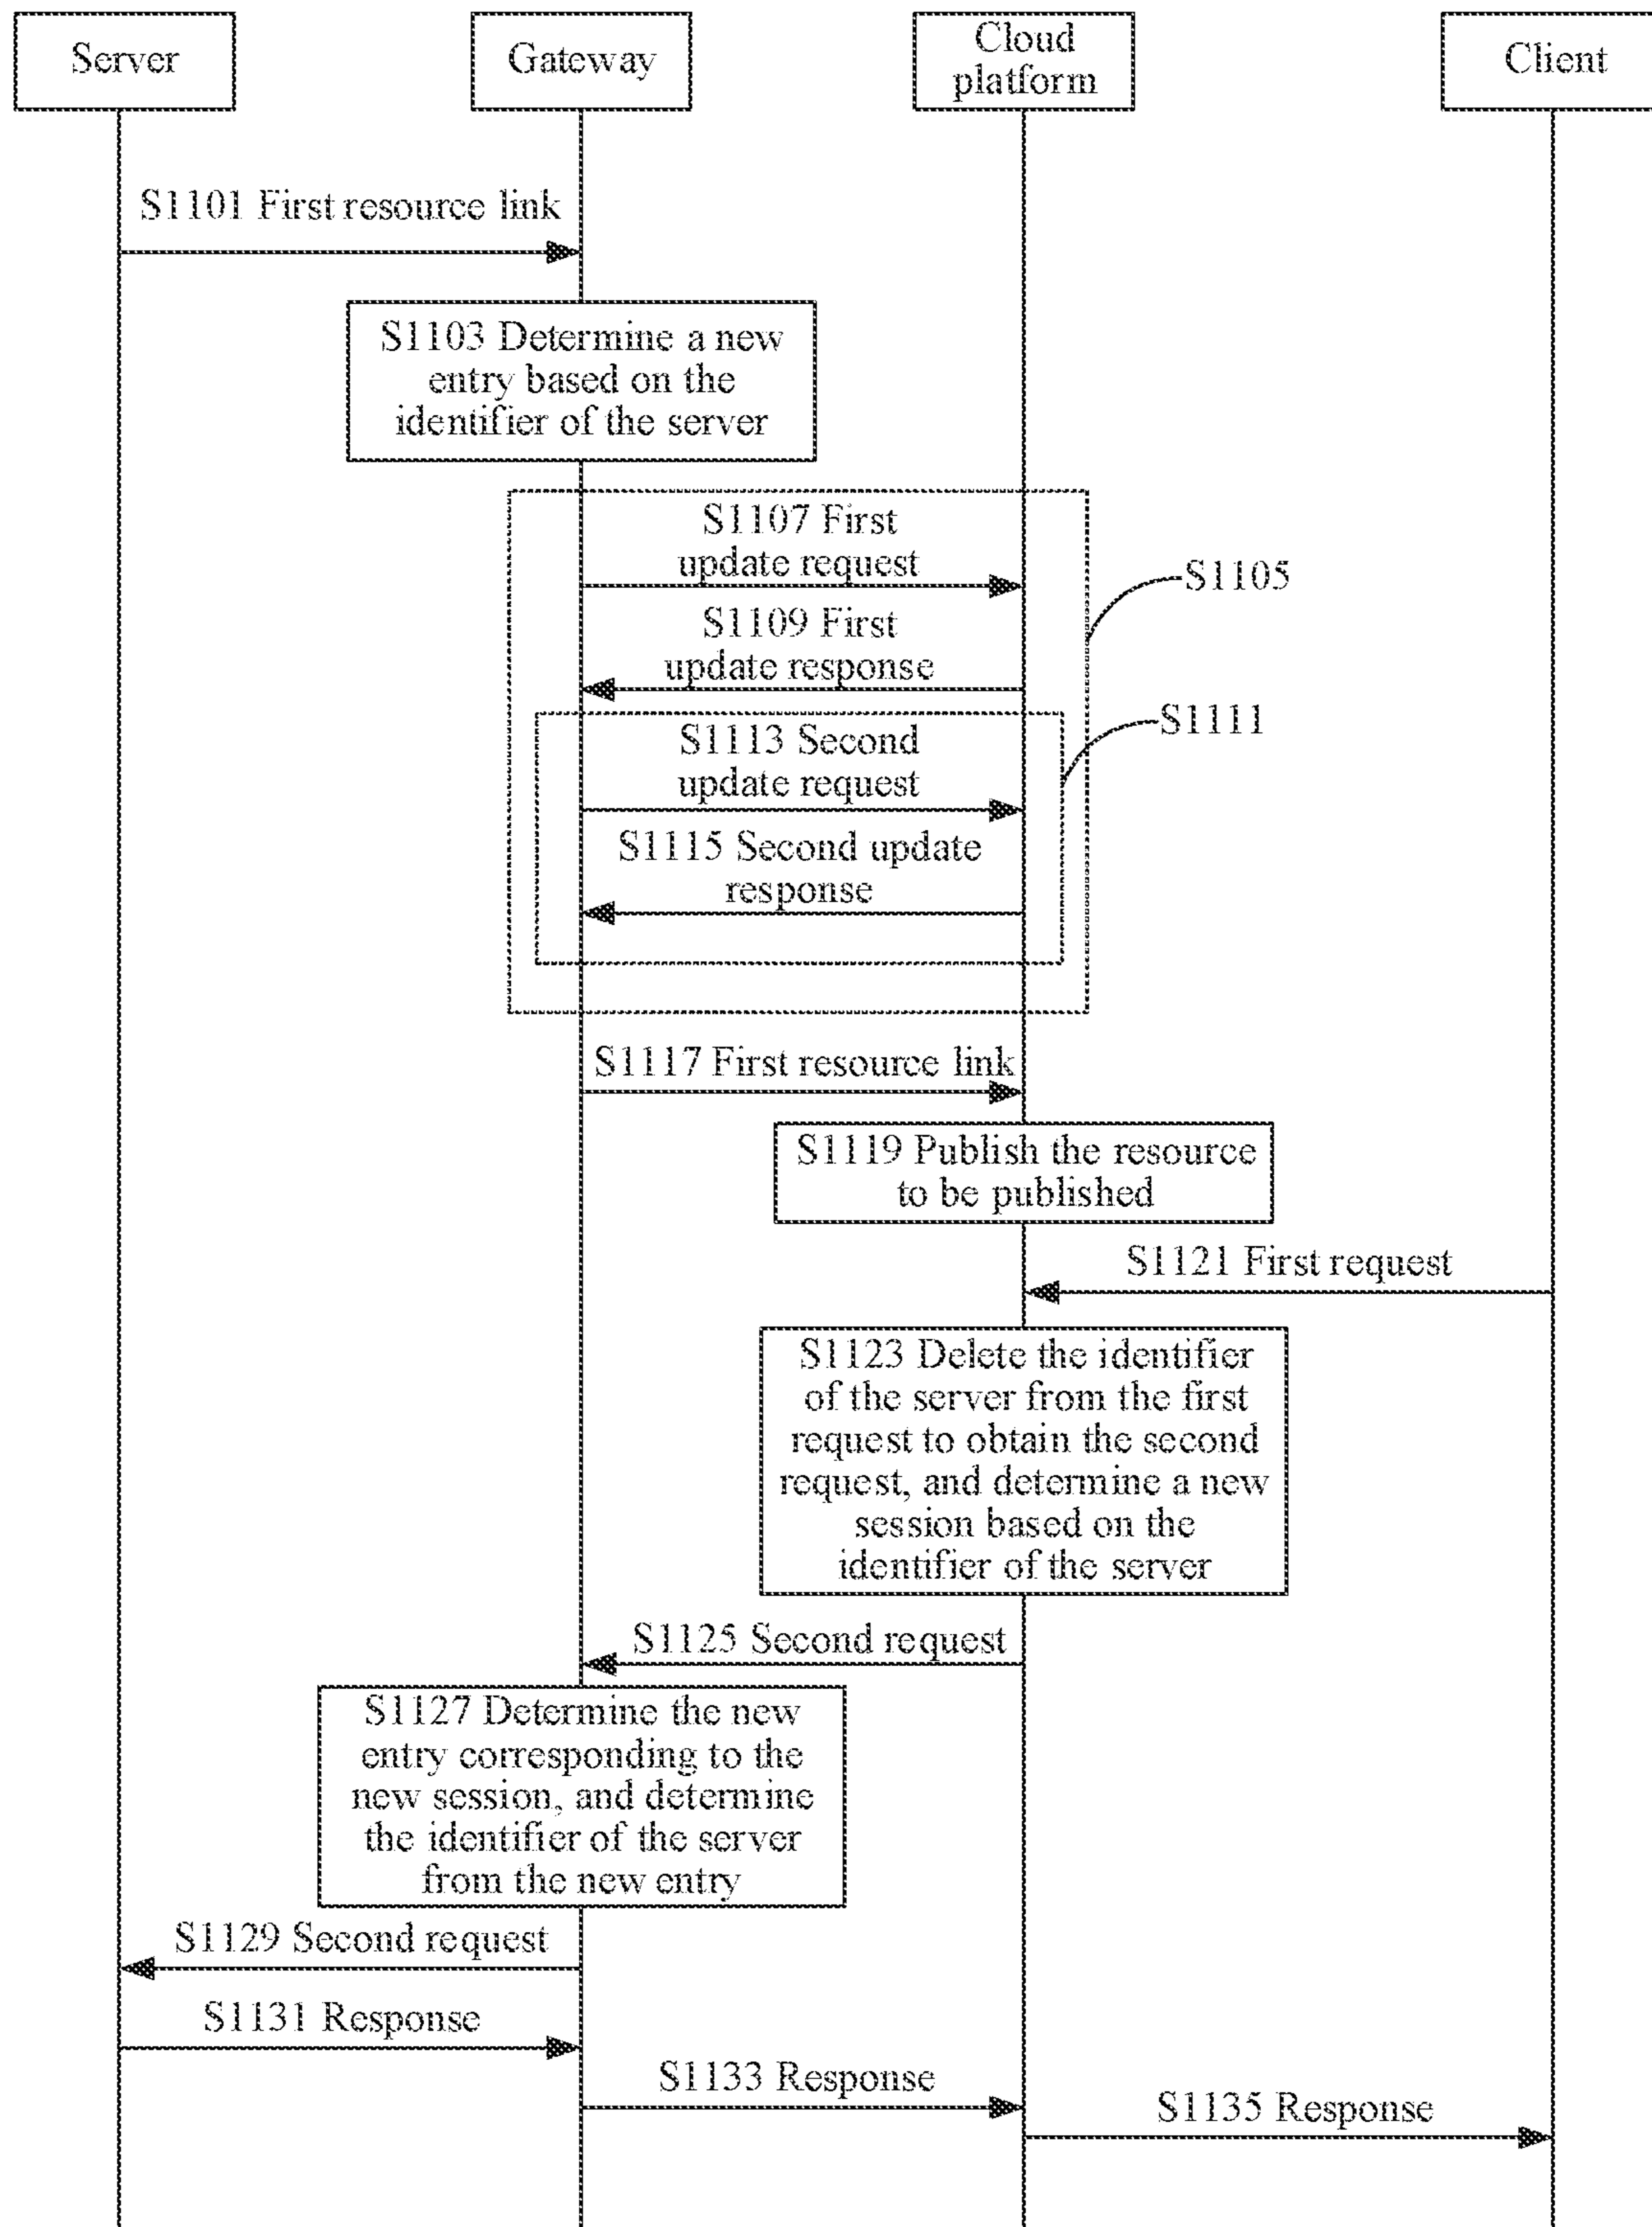 Server
Gateway
Cloud
platform
Client
S1101 First resource link
S1103 Determine a new
entry based on the
identifier of the server
S1107 First
update request
S1105
S1109 First
update response
S1111
S1113 Second
update request
S1115 Second update
response
S1117 First resource link
S1119 Publish the resource
to be published
S1121 First request
S1123 Delete the identifier
of the server from the first
request to obtain the second
request, and determine a new
session based on the
identifier of the server
S1125 Second request
S1127 Determine the new
entry corresponding to the
new session, and determine
the identifier of the server
from the new entry
S1129 Second request
S1131 Response
S1133 Response
S1135 Response